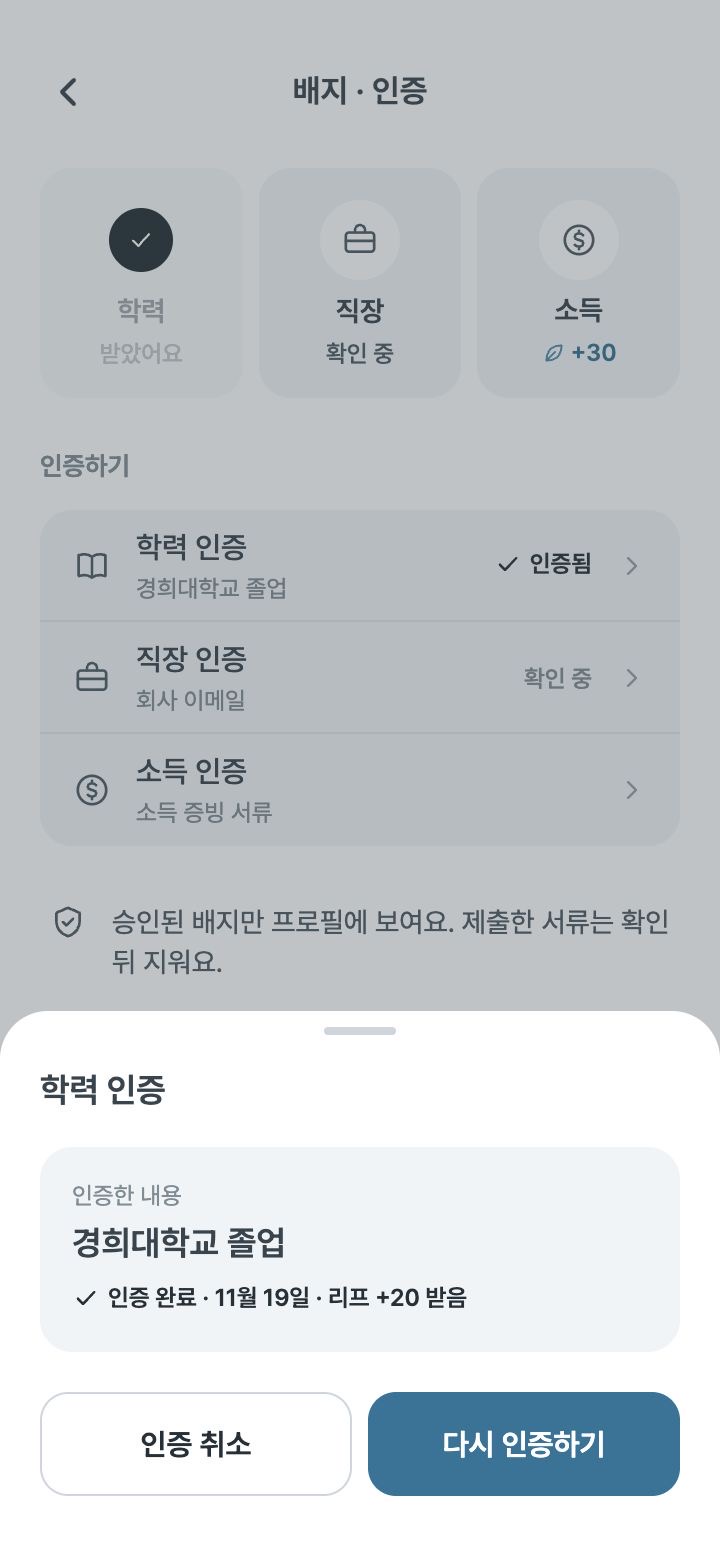 배지 · 인증
학력
받았어요
직장
확인 중
소득
+30
인증하기
학력 인증
경희대학교 졸업
인증됨
직장 인증
회사 이메일
확인 중
소득 인증
소득 증빙 서류
승인된 배지만 프로필에 보여요. 제출한 서류는 확인
뒤 지워요.
학력 인증
인증한 내용
경희대학교 졸업
인증 완료 · 11월 19일 · 리프 +20 받음
인증 취소
다시 인증하기